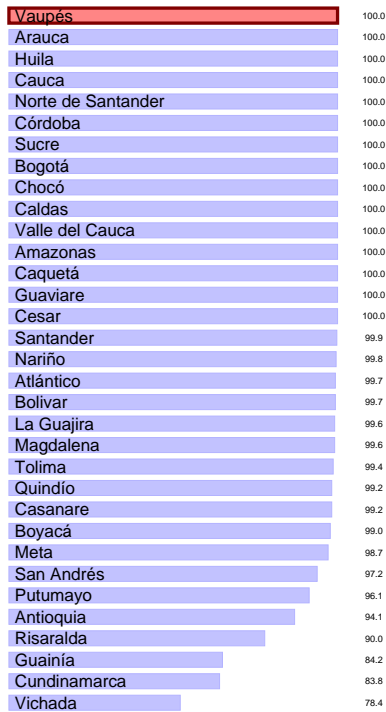 Vaupés 100.0
Arauca 100.0
Huila 100.0
Cauca 100.0
Norte de Santander 100.0
Córdoba 100.0
Sucre 100.0
Bogotá 100.0
Chocó 100.0
Caldas 100.0
Valle del Cauca 100.0
Amazonas 100.0
Caquetá 100.0
Guaviare 100.0
Cesar 100.0
Santander 99.9
Nariño 99.8
Atlántico 99.7
Bolivar 99.7
La Guajira 99.6
Magdalena 99.6
Tolima 99.4
Quindío 99.2
Casanare 99.2
Boyacá 99.0
Meta 98.7
San Andrés 97.2
Putumayo 96.1
Antioquia 94.1
Risaralda 90.0
Guainía 84.2
Cundinamarca 83.8
Vichada 78.4